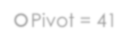 Pivot = 41